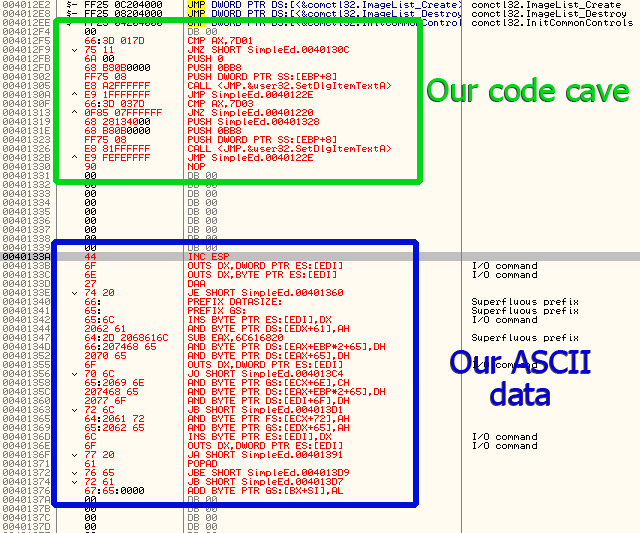 004012E2 $- FF25 0C204000 JMP DWORD PTR DS:[<&comctl32.ImageList_Create> comctl32.ImageList_Create
004012E8 $- FF25 08204000 JMP DWORD PTR DS:[<&comctl32.ImageList_Destroy comctl32.ImageList_Destroy
004012EE $- FF25 04204000 JMP DWORD PTR DS:[<&comctl32.InitCommonControl comctl32.InitCommonControls
004012F4 00 DB 00
004012F5 66:3D 017D CMP AX,7D01
004012F9 75 11 JNZ SHORT SimpleEd.0040130C
004012FB 6A 00 PUSH 0
004012FD 68 B80B0000 PUSH 0BB8
00401302 FF75 08 PUSH DWORD PTR SS:[EBP+8]
00401305 E8 A2FFFFFF CALL <JMP.&user32.SetDlgItemTextA>
0040130A E9 1FFFFFFF JMP SimpleEd.0040122E
0040130F 66:3D 037D CMP AX,7D03
00401313 0F85 07FFFFFF JNZ SimpleEd.00401220
00401319 68 28134000 PUSH SimpleEd.00401328
0040131E 68 B80B0000 PUSH 0BB8
00401323 FF75 08 PUSH DWORD PTR SS:[EBP+8]
00401326 E8 81FFFFFF CALL <JMP.&user32.SetDlgItemTextA>
0040132B E9 FEFEFFFF JMP SimpleEd.0040122E
00401330 90 NOP
00401331 00 DB 00
00401332 00 DB 00
00401333 00 DB 00
00401334 00 DB 00
00401335 00 DB 00
00401336 00 DB 00
00401337 00 DB 00
00401338 00 DB 00
00401339 00 DB 00
0040133A 44 INC ESP
0040133B 6F OUTS DX,DWORD PTR ES:[EDI] I/O command
0040133C 6E OUTS DX,BYTE PTR ES:[EDI] I/O command
0040133D 27 DAA
0040133E 74 20 JE SHORT SimpleEd.00401360
00401340 66: PREFIX DATASIZE: Superfluous prefix
00401341 65: PREFIX GS: Superfluous prefix
00401342 65:6C INS BYTE PTR ES:[EDI],DX I/O command
00401344 2062 61 AND BYTE PTR DS:[EDX+61],AH
00401347 64:2D 2068616C SUB EAX,6C616820 Superfluous prefix
0040134D 66:207468 65 AND BYTE PTR DS:[EAX+EBP*2+65],DH
00401352 2070 65 AND BYTE PTR DS:[EAX+65],DH
00401355 6F OUTS DX,DWORD PTR ES:[EDI]
00401356 70 6C JO SHORT SimpleEd.004013C4
00401358 65:2069 6E AND BYTE PTR GS:[ECX+6E],CH
0040135C 207468 65 AND BYTE PTR DS:[EAX+EBP*2+65],DH
00401360 2077 6F AND BYTE PTR DS:[EDI+6F],DH
00401363 72 6C JB SHORT SimpleEd.004013D1
00401365 64:2061 72 AND BYTE PTR FS:[ECX+72],AH
00401369 65:2062 65 AND BYTE PTR GS:[EDX+65],AH
0040136D 6C INS BYTE PTR ES:[EDI],DX I/O command
0040136E 6F OUTS DX,DWORD PTR ES:[EDI] I/O command
0040136F 77 20 JA SHORT SimpleEd.00401391
00401371 61 POPAD
00401372 76 65 JBE SHORT SimpleEd.004013D9
00401374 72 61 JB SHORT SimpleEd.004013D7
00401376 67:65:0000 ADD BYTE PTR GS:[BX+SI],AL
0040137A 00 DB 00
0040137B 00 DB 00
0040137C 00 DB 00
0040137D 00 DB 00
Our code cave
Our ASCII
data